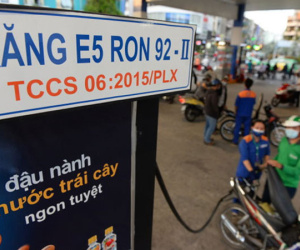 ĂNG E5 RON 92 - II
TCCS 06:2015/PLX
đậu nành
nước trái cây
ngon tuyệt